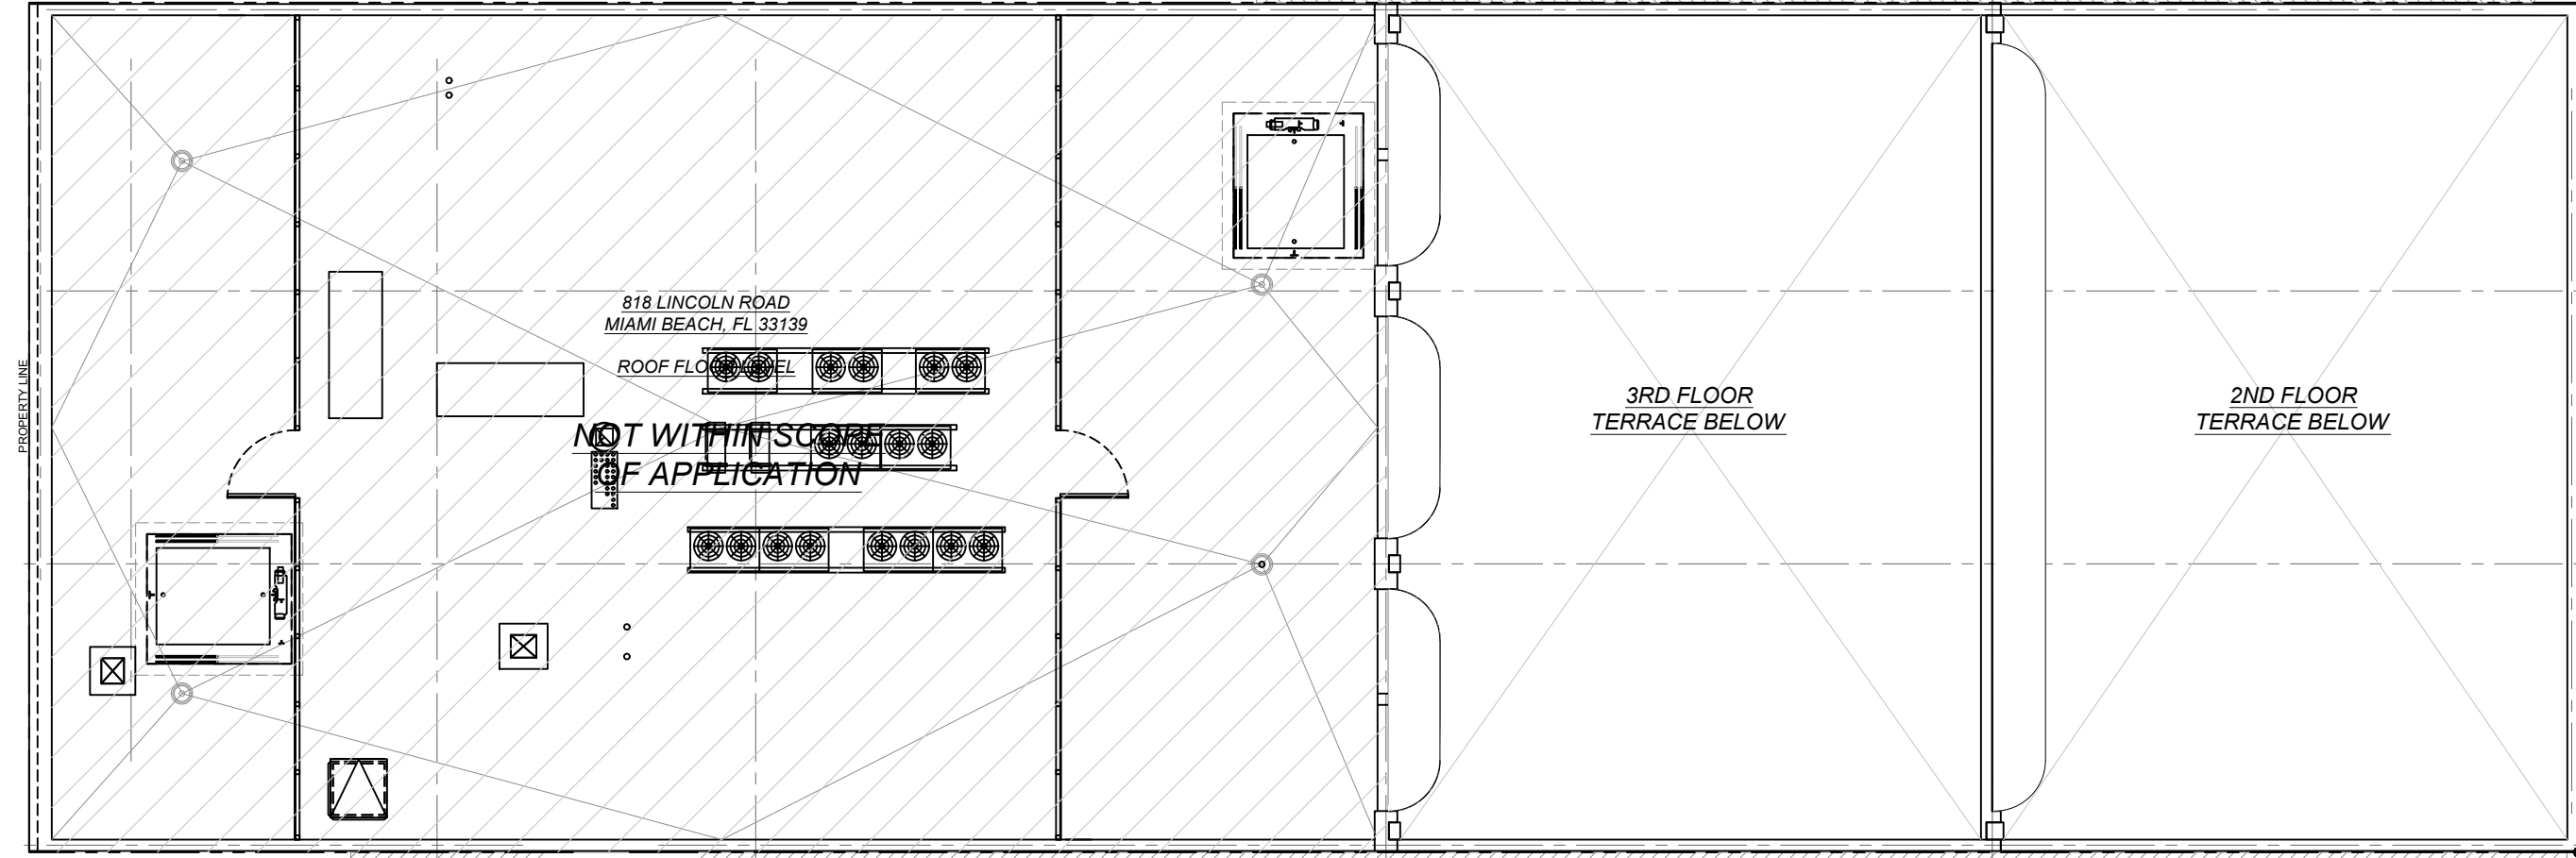 PROPERTY LINE
818 LINCOLN ROAD
MIAMI BEACH, FL 33139
ROOF FLOOR LEVEL
NOT WITHIN SCOPE
OF APPLICATION
3RD FLOOR
TERRACE BELOW
2ND FLOOR
TERRACE BELOW